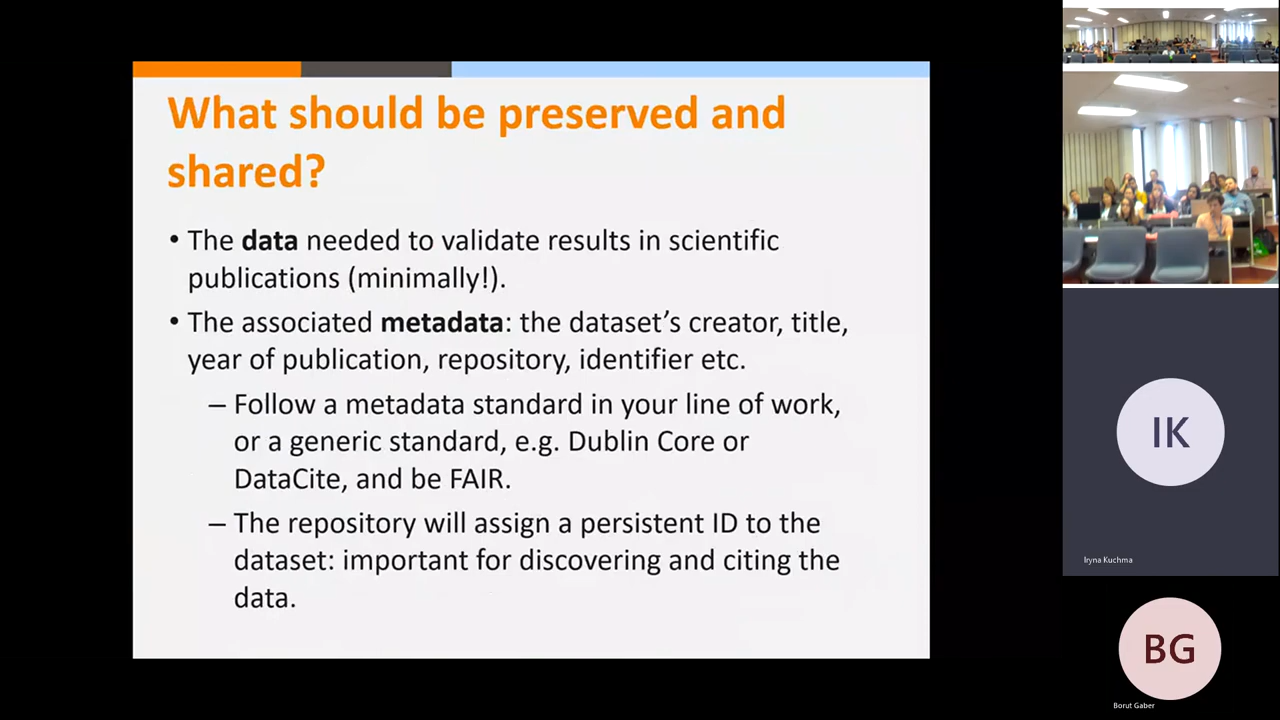 What should be preserved and
shared?
• The data needed to validate results in scientific
publications (minimally!).
• The associated metadata: the dataset’s creator, title,
year of publication, repository, identifier etc.
– Follow a metadata standard in your line of work,
or a generic standard, e.g. Dublin Core or
DataCite, and be FAIR.
– The repository will assign a persistent ID to the
dataset: important for discovering and citing the
data.
IK
Iryna Kuchma
BG
Borut Gaber